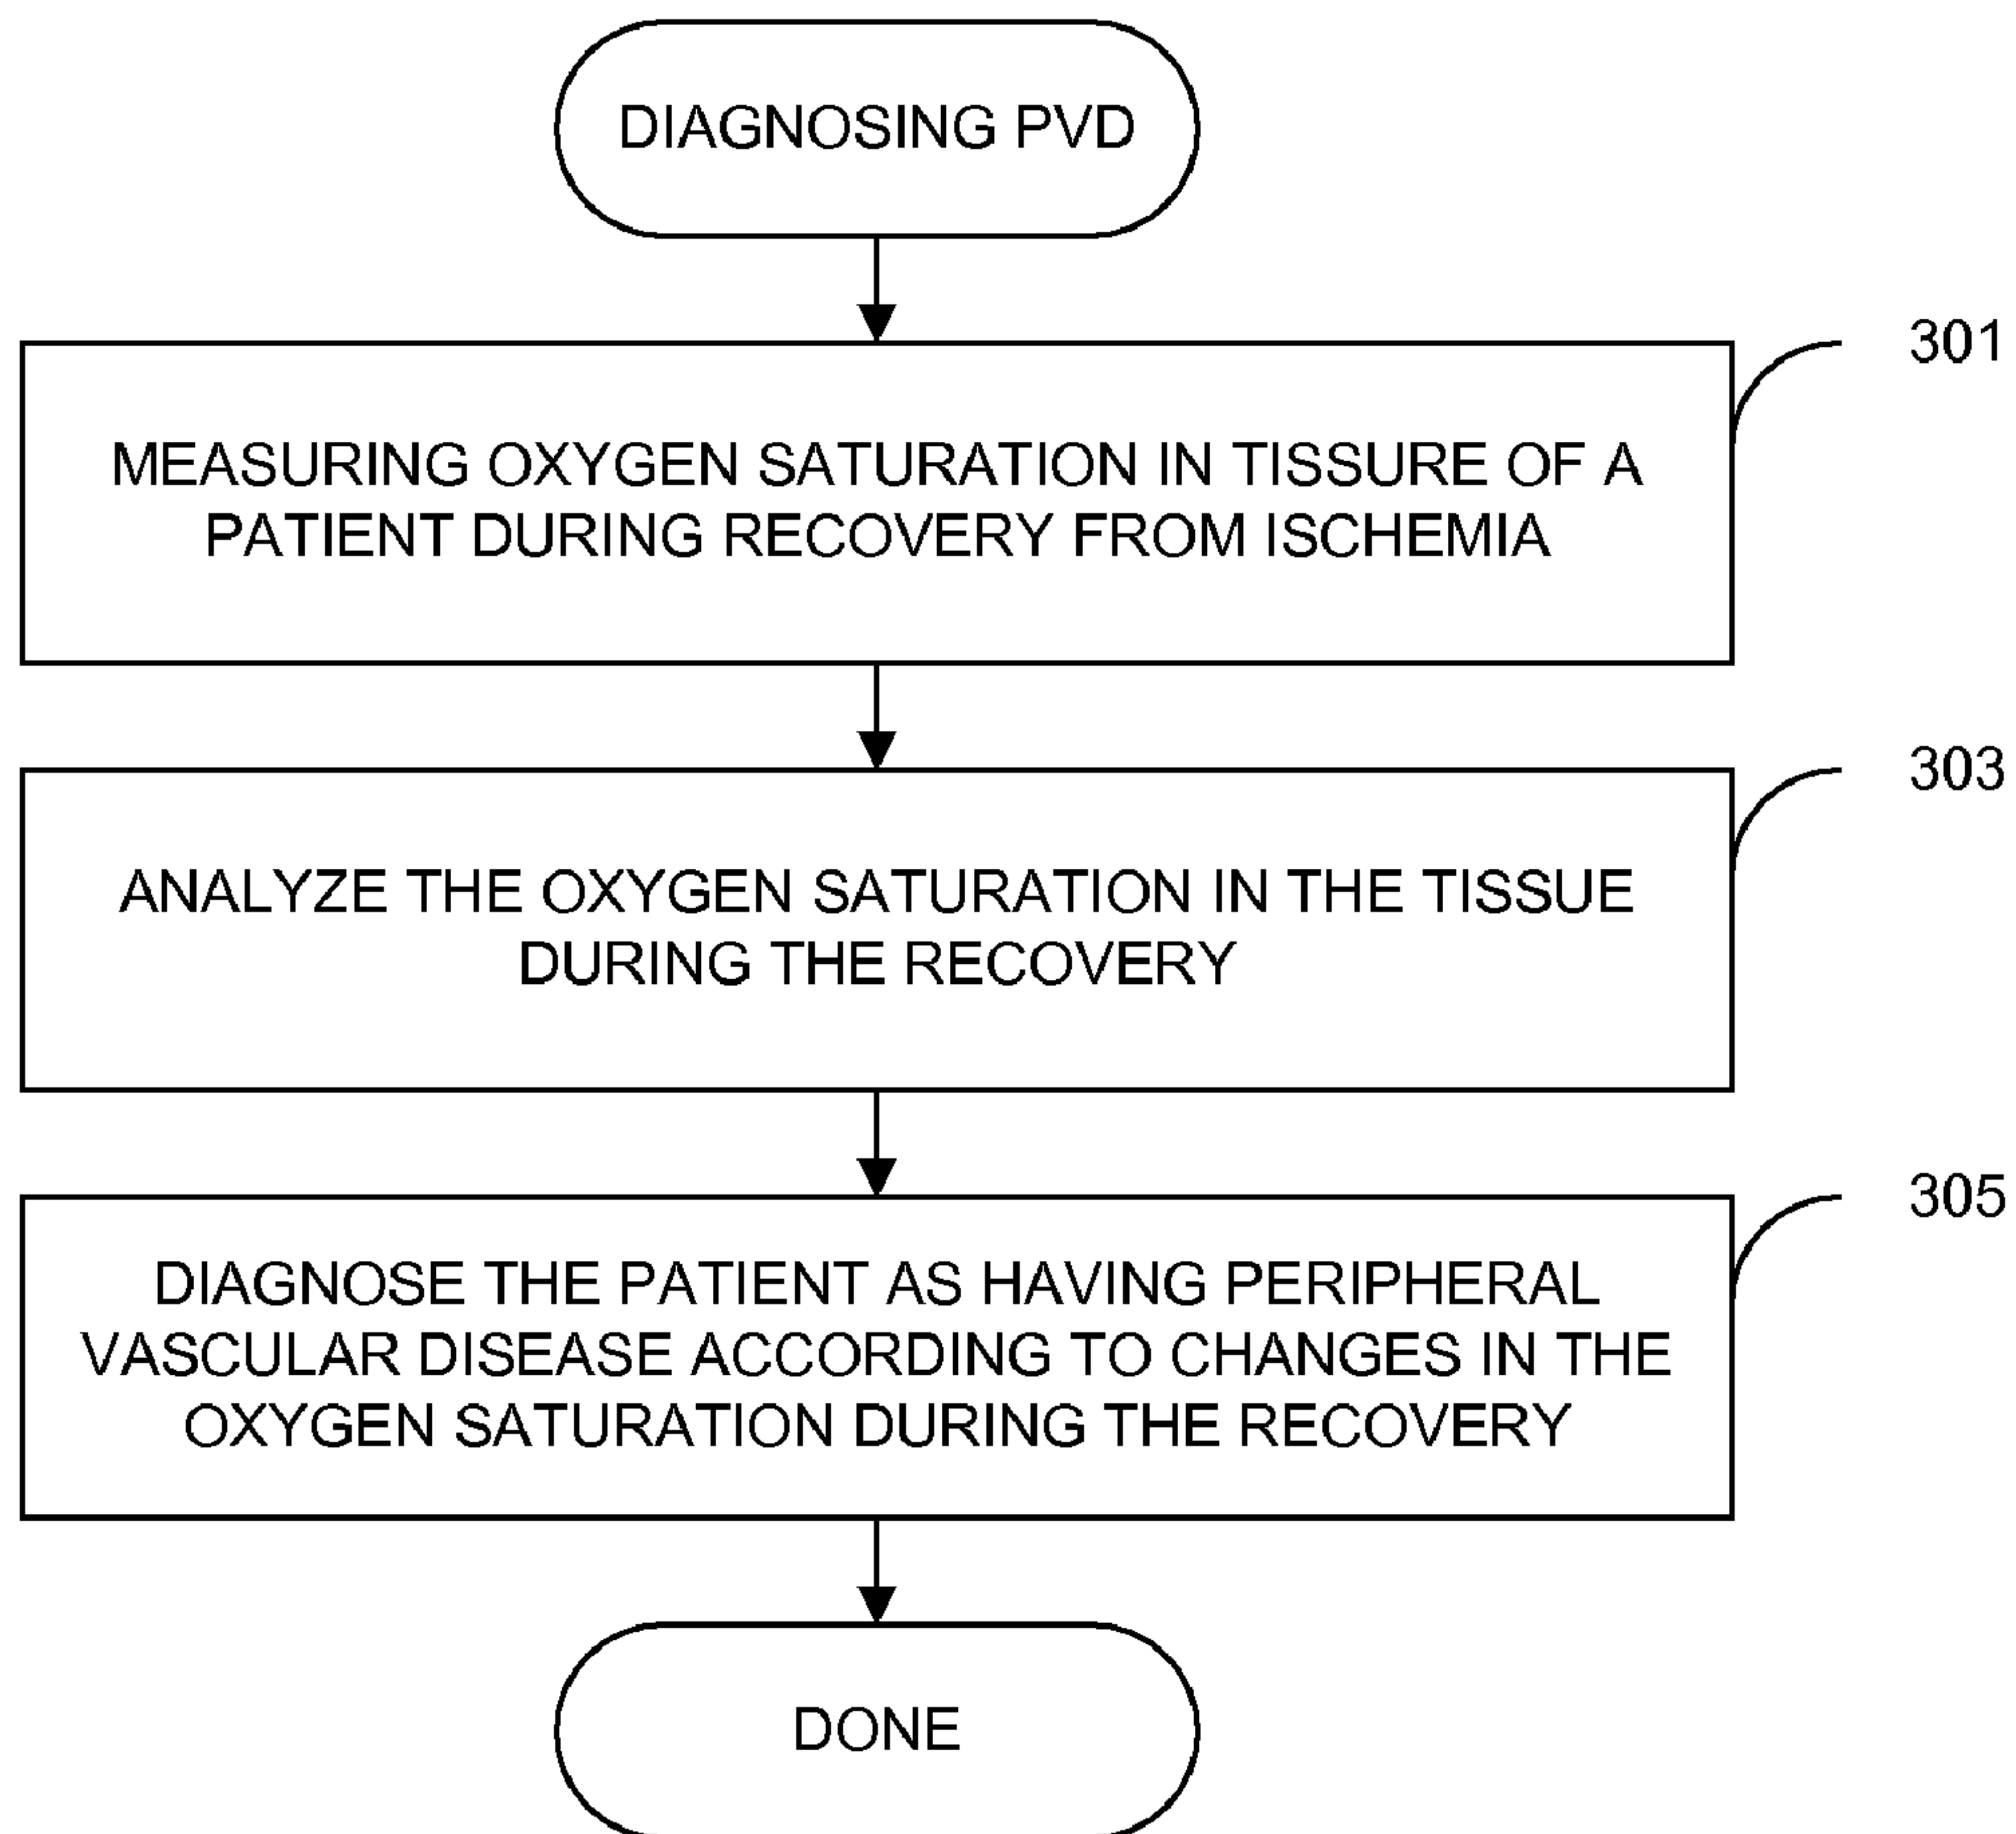 DIAGNOSING PVD
301
MEASURING OXYGEN SATURATION IN TISSURE OF A
PATIENT DURING RECOVERY FROM ISCHEMIA
303
ANALYZE THE OXYGEN SATURATION IN THE TISSUE
DURING THE RECOVERY
305
DIAGNOSE THE PATIENT AS HAVING PERIPHERAL
VASCULAR DISEASE ACCORDING TO CHANGES IN THE
OXYGEN SATURATION DURING THE RECOVERY
DONE